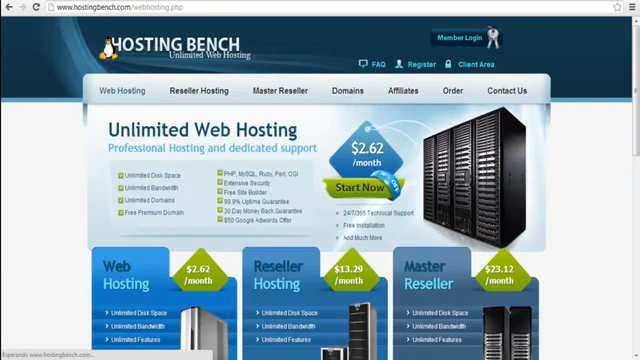 www.hostingbench.com/webhosting.php
HOSTING BENCH
Unlimited Web Hosting
Member Login
FAQ Register Client Area
Web Hosting Reseller Hosting Master Reseller Domains Affiliates Order Contact Us
Unlimited Web Hosting
Professional Hosting and dedicated support
Unlimited Disk Space
Unlimited Bandwidth
Unlimited Domains
Free Premium Domain
PHP, MySQL, Ruby, Perl, CGI
Extensive Security
Free Site Builder
99.9% Uptime Guarantee
30 Day Money Back Guarantee
$50 Google Adwords Offer
$2.62
/month
Start Now
24/7/365 Technical Support
Free Installation
And Much More
Web
Hosting
$2.62
/month
Unlimited Disk Space
Unlimited Bandwidth
Unlimited Features
Reseller
Hosting
$13.29
/month
Unlimited Disk Space
Unlimited Bandwidth
Unlimited Features
Master
Reseller
$23.12
/month
Unlimited Disk Space
Unlimited Bandwidth
Unlimited Features
Esperando www.hostingbench.com...